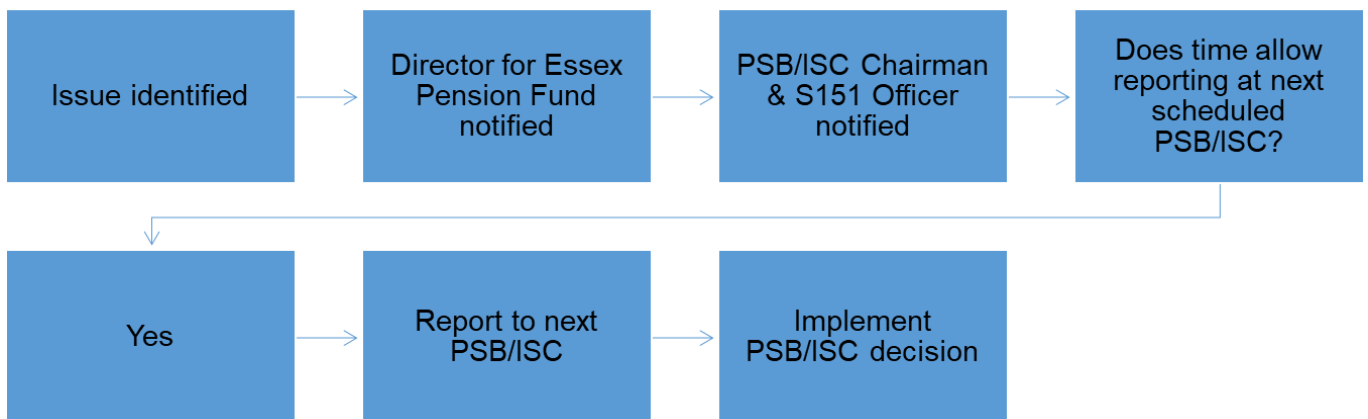 Issue identified
Director for Essex
Pension Fund
notified
PSB/ISC Chairman
& S151 Officer
notified
Does time allow
reporting at next
scheduled
PSB/ISC?
Yes
Report to next
PSB/ISC
Implement
PSB/ISC decision